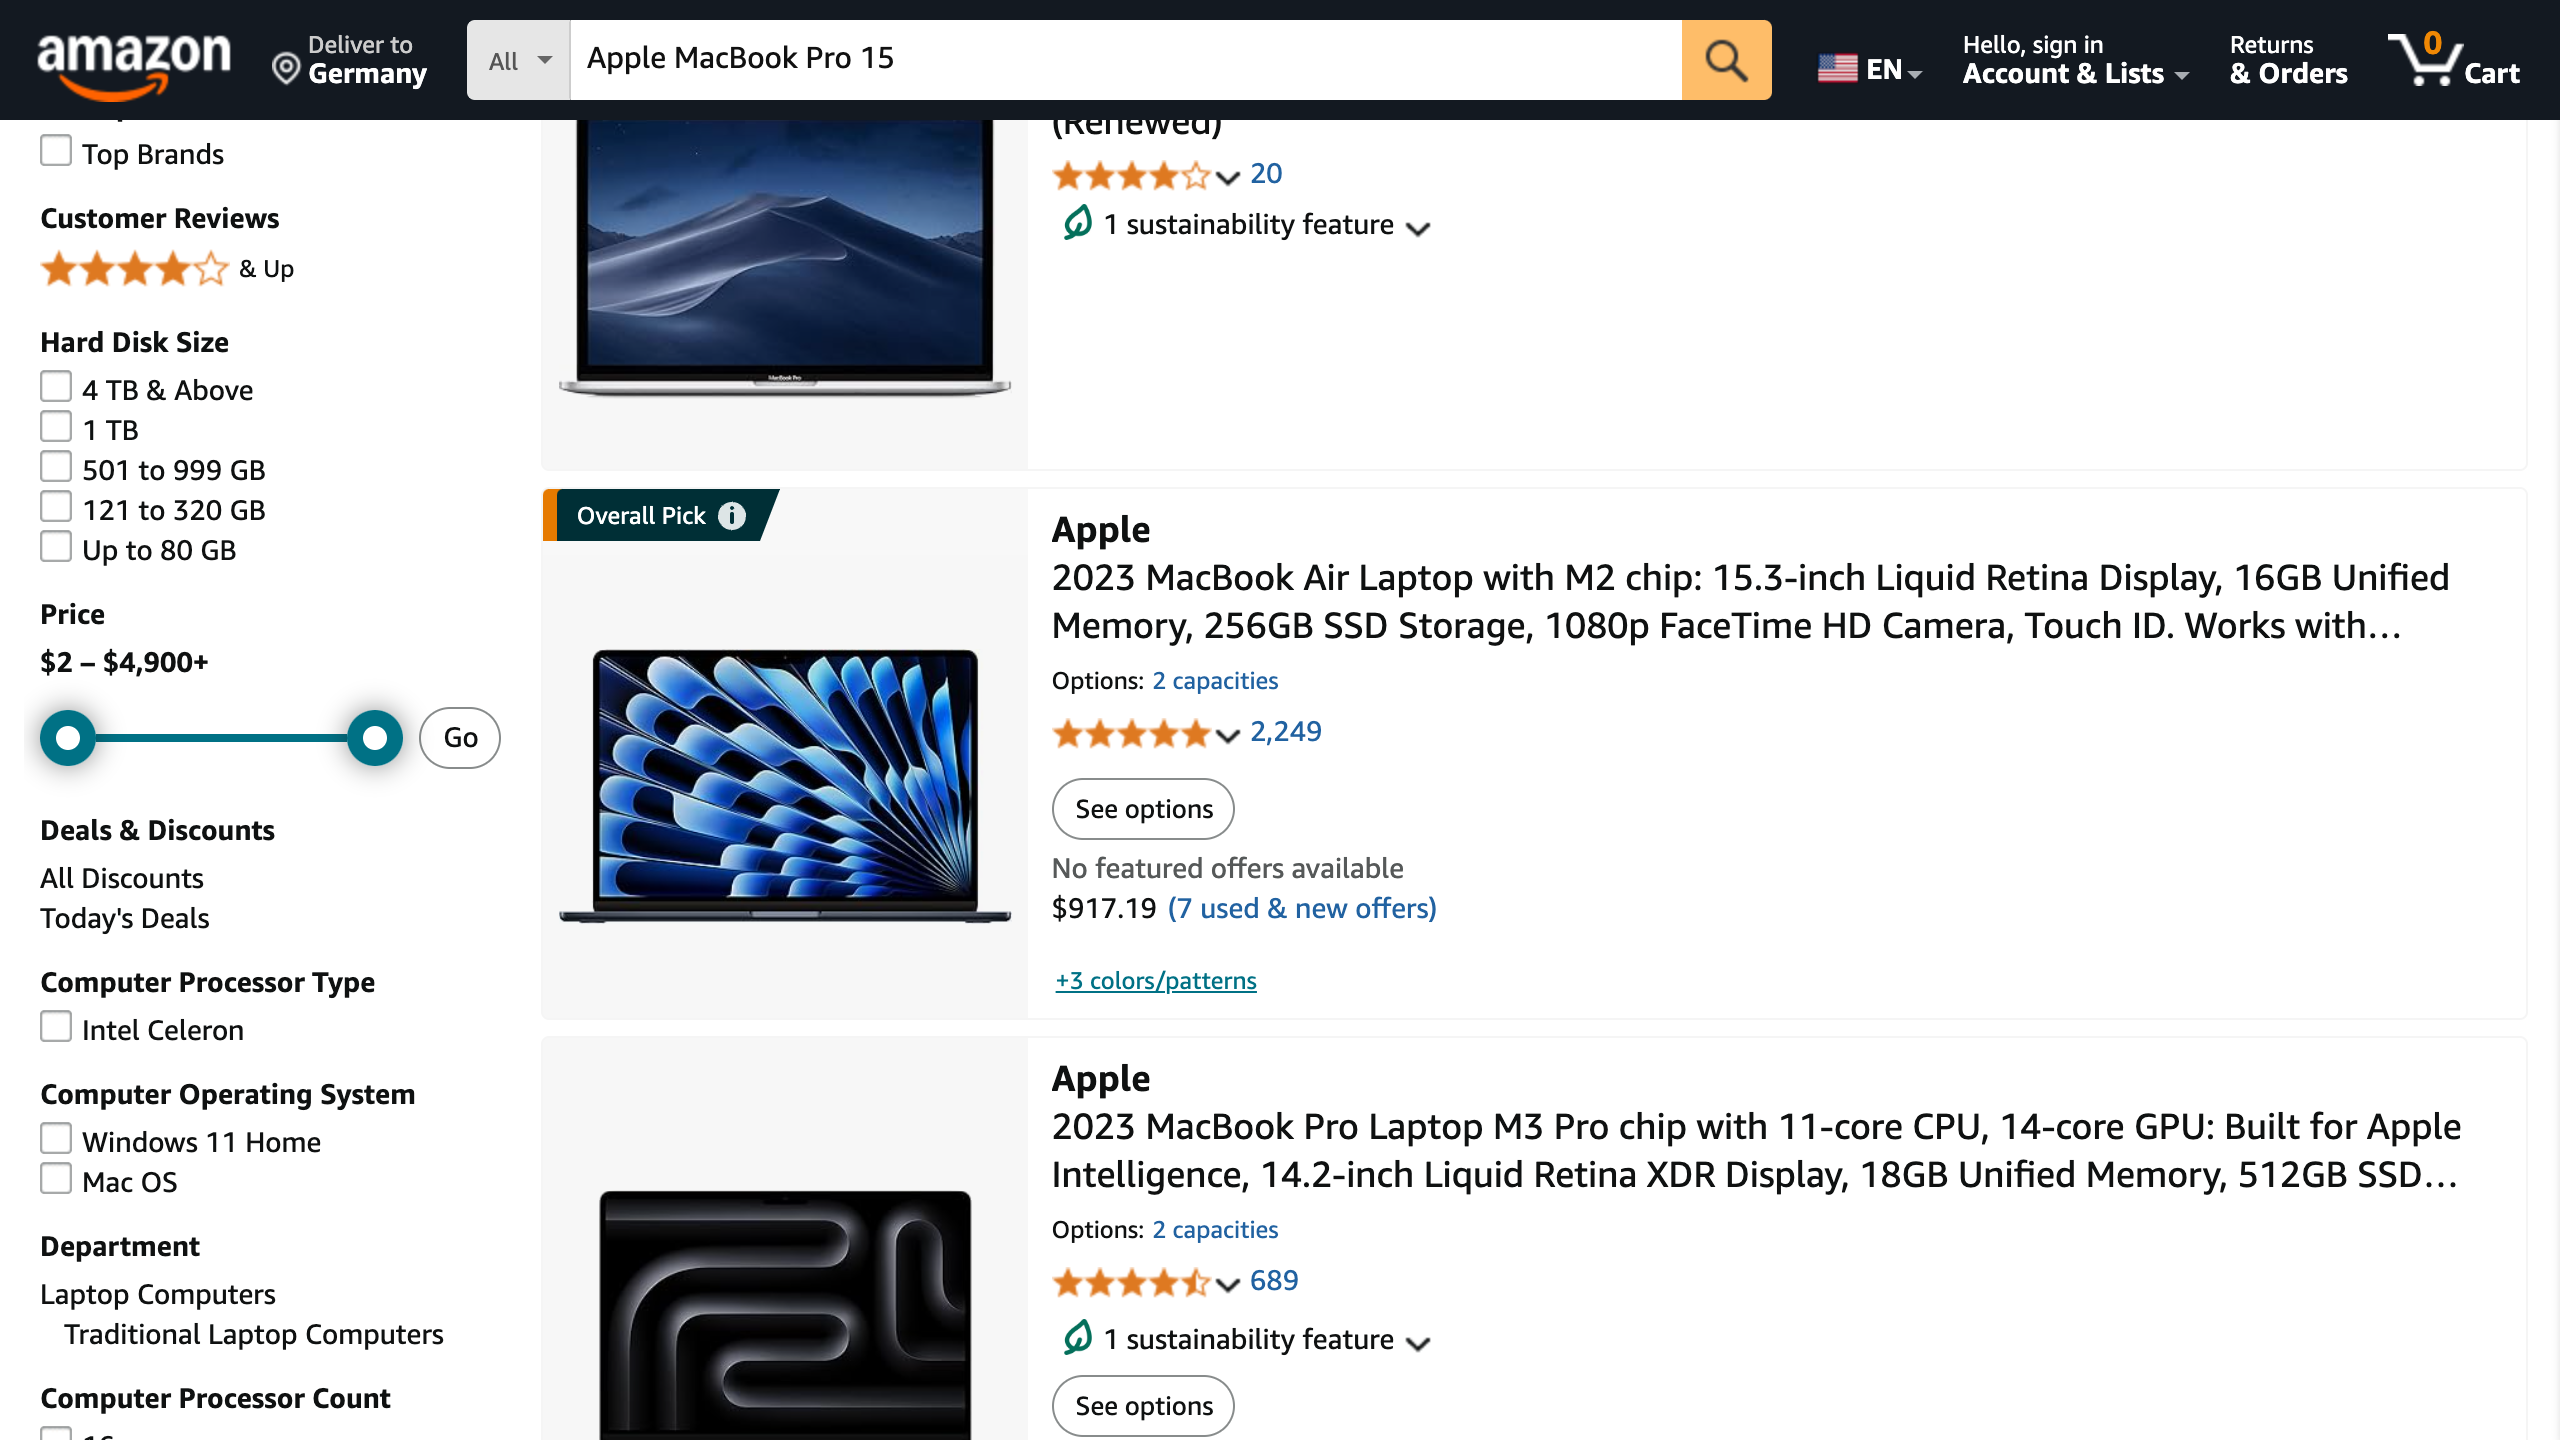 amazon
Deliver to
Germany
All
Apple MacBook Pro 15
EN
Hello, sign in
Account & Lists
Returns
& Orders
0
Cart
Top Brands
Customer Reviews
& Up
Hard Disk Size
4 TB & Above
1 TB
501 to 999 GB
121 to 320 GB
Up to 80 GB
Price
$2 – $4,900+
Go
Deals & Discounts
All Discounts
Today's Deals
Computer Processor Type
Intel Celeron
Computer Operating System
Windows 11 Home
Mac OS
Department
Laptop Computers
Traditional Laptop Computers
Computer Processor Count
(Renewed)
20
1 sustainability feature
MacBook Pro
Overall Pick
Apple
2023 MacBook Air Laptop with M2 chip: 15.3-inch Liquid Retina Display, 16GB Unified
Memory, 256GB SSD Storage, 1080p FaceTime HD Camera, Touch ID. Works with…
Options: 2 capacities
2,249
See options
No featured offers available
$917.19 (7 used & new offers)
+3 colors/patterns
Apple
2023 MacBook Pro Laptop M3 Pro chip with 11-core CPU, 14-core GPU: Built for Apple
Intelligence, 14.2-inch Liquid Retina XDR Display, 18GB Unified Memory, 512GB SSD…
Options: 2 capacities
689
1 sustainability feature
See options